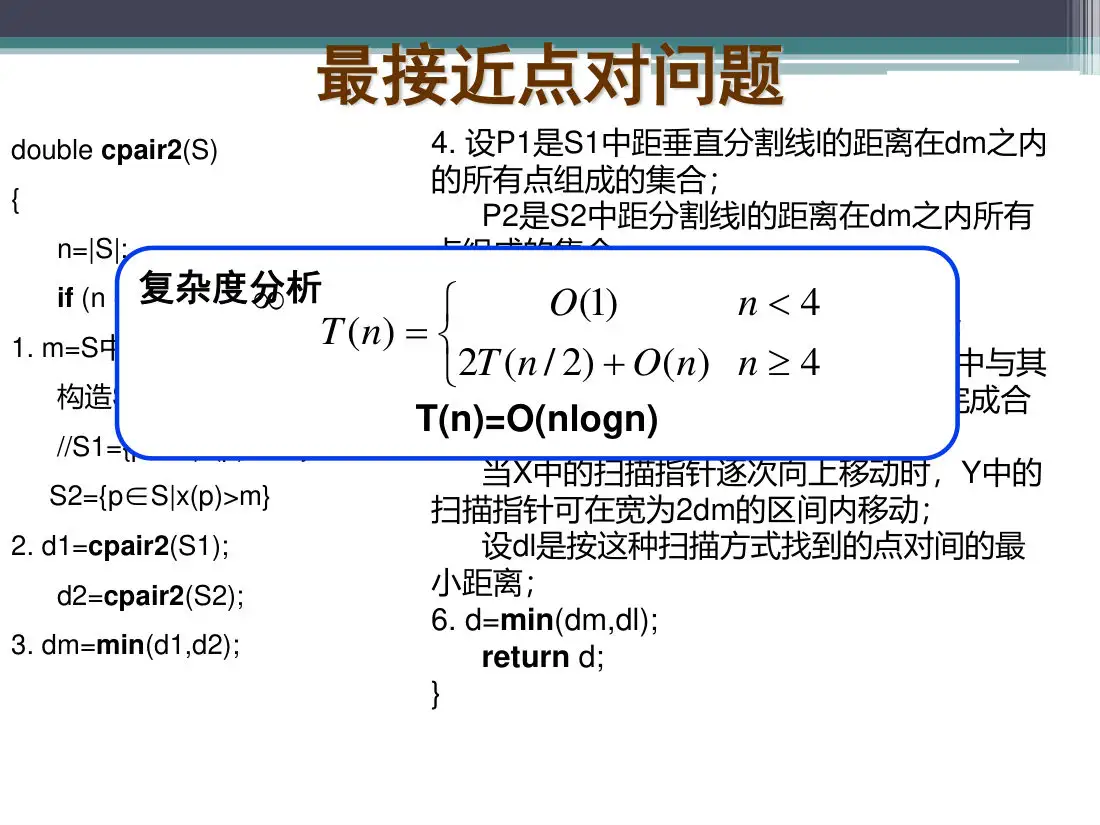 最接近点对问题
double cpair2(S)
{
n=|S|;
if (n
1. m=S中
构造
//S1={p
S2={p∈S|x(p)>m}
2. d1=cpair2(S1);
d2=cpair2(S2);
3. dm=min(d1,d2);
4. 设P1是S1中距垂直分割线l的距离在dm之内
的所有点组成的集合;
P2是S2中距分割线l的距离在dm之内所有
点组成的集合
中与其
完成合
当X中的扫描指针逐次向上移动时，Y中的
扫描指针可在宽为2dm的区间内移动;
设dl是按这种扫描方式找到的点对间的最
小距离;
6. d=min(dm,dl);
return d;
}
复杂度分析
∞
T(n) = { O(1) n < 4
2T(n/2) + O(n) n ≥ 4
T(n)=O(nlogn)